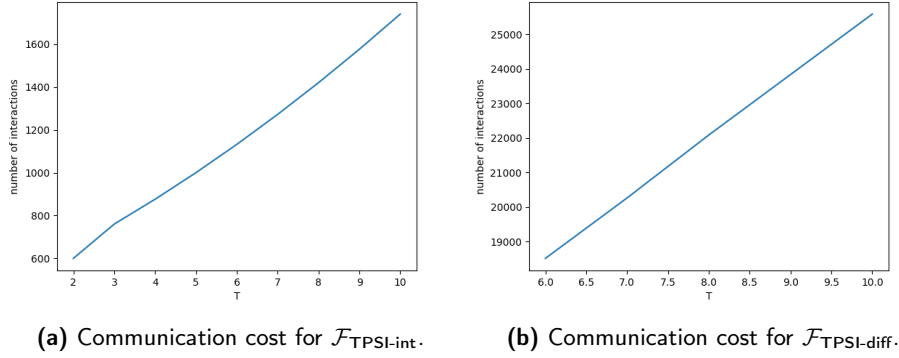 1600
1400
1200
1000
800
600
number of interactions
2 3 4 5 6 7 8 9 10
T
25000
24000
23000
22000
21000
20000
19000
number of interactions
6.0 6.5 7.0 7.5 8.0 8.5 9.0 9.5 10.0
T
(a) Communication cost for ℱTPSI-int.
(b) Communication cost for ℱTPSI-diff.